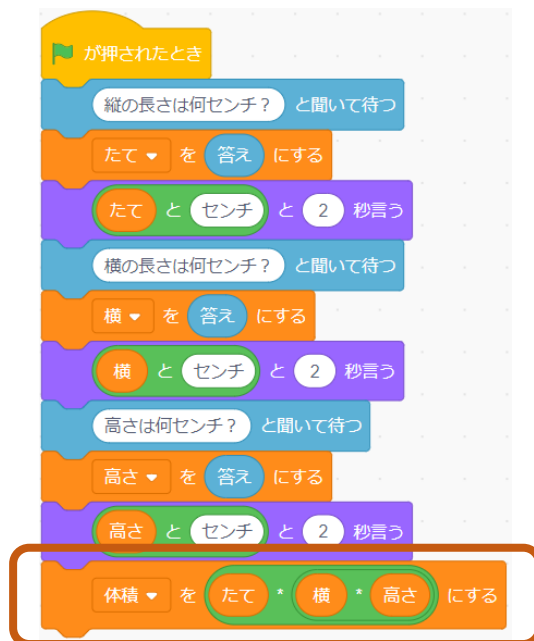 が押されたとき
縦の長さは何センチ? と聞いて待つ
たて を 答え にする
たて と センチ と 2 秒言う
横の長さは何センチ? と聞いて待つ
横 を 答え にする
横 と センチ と 2 秒言う
高さは何センチ? と聞いて待つ
高さ を 答え にする
高さ と センチ と 2 秒言う
体積 を たて * 横 * 高さ にする